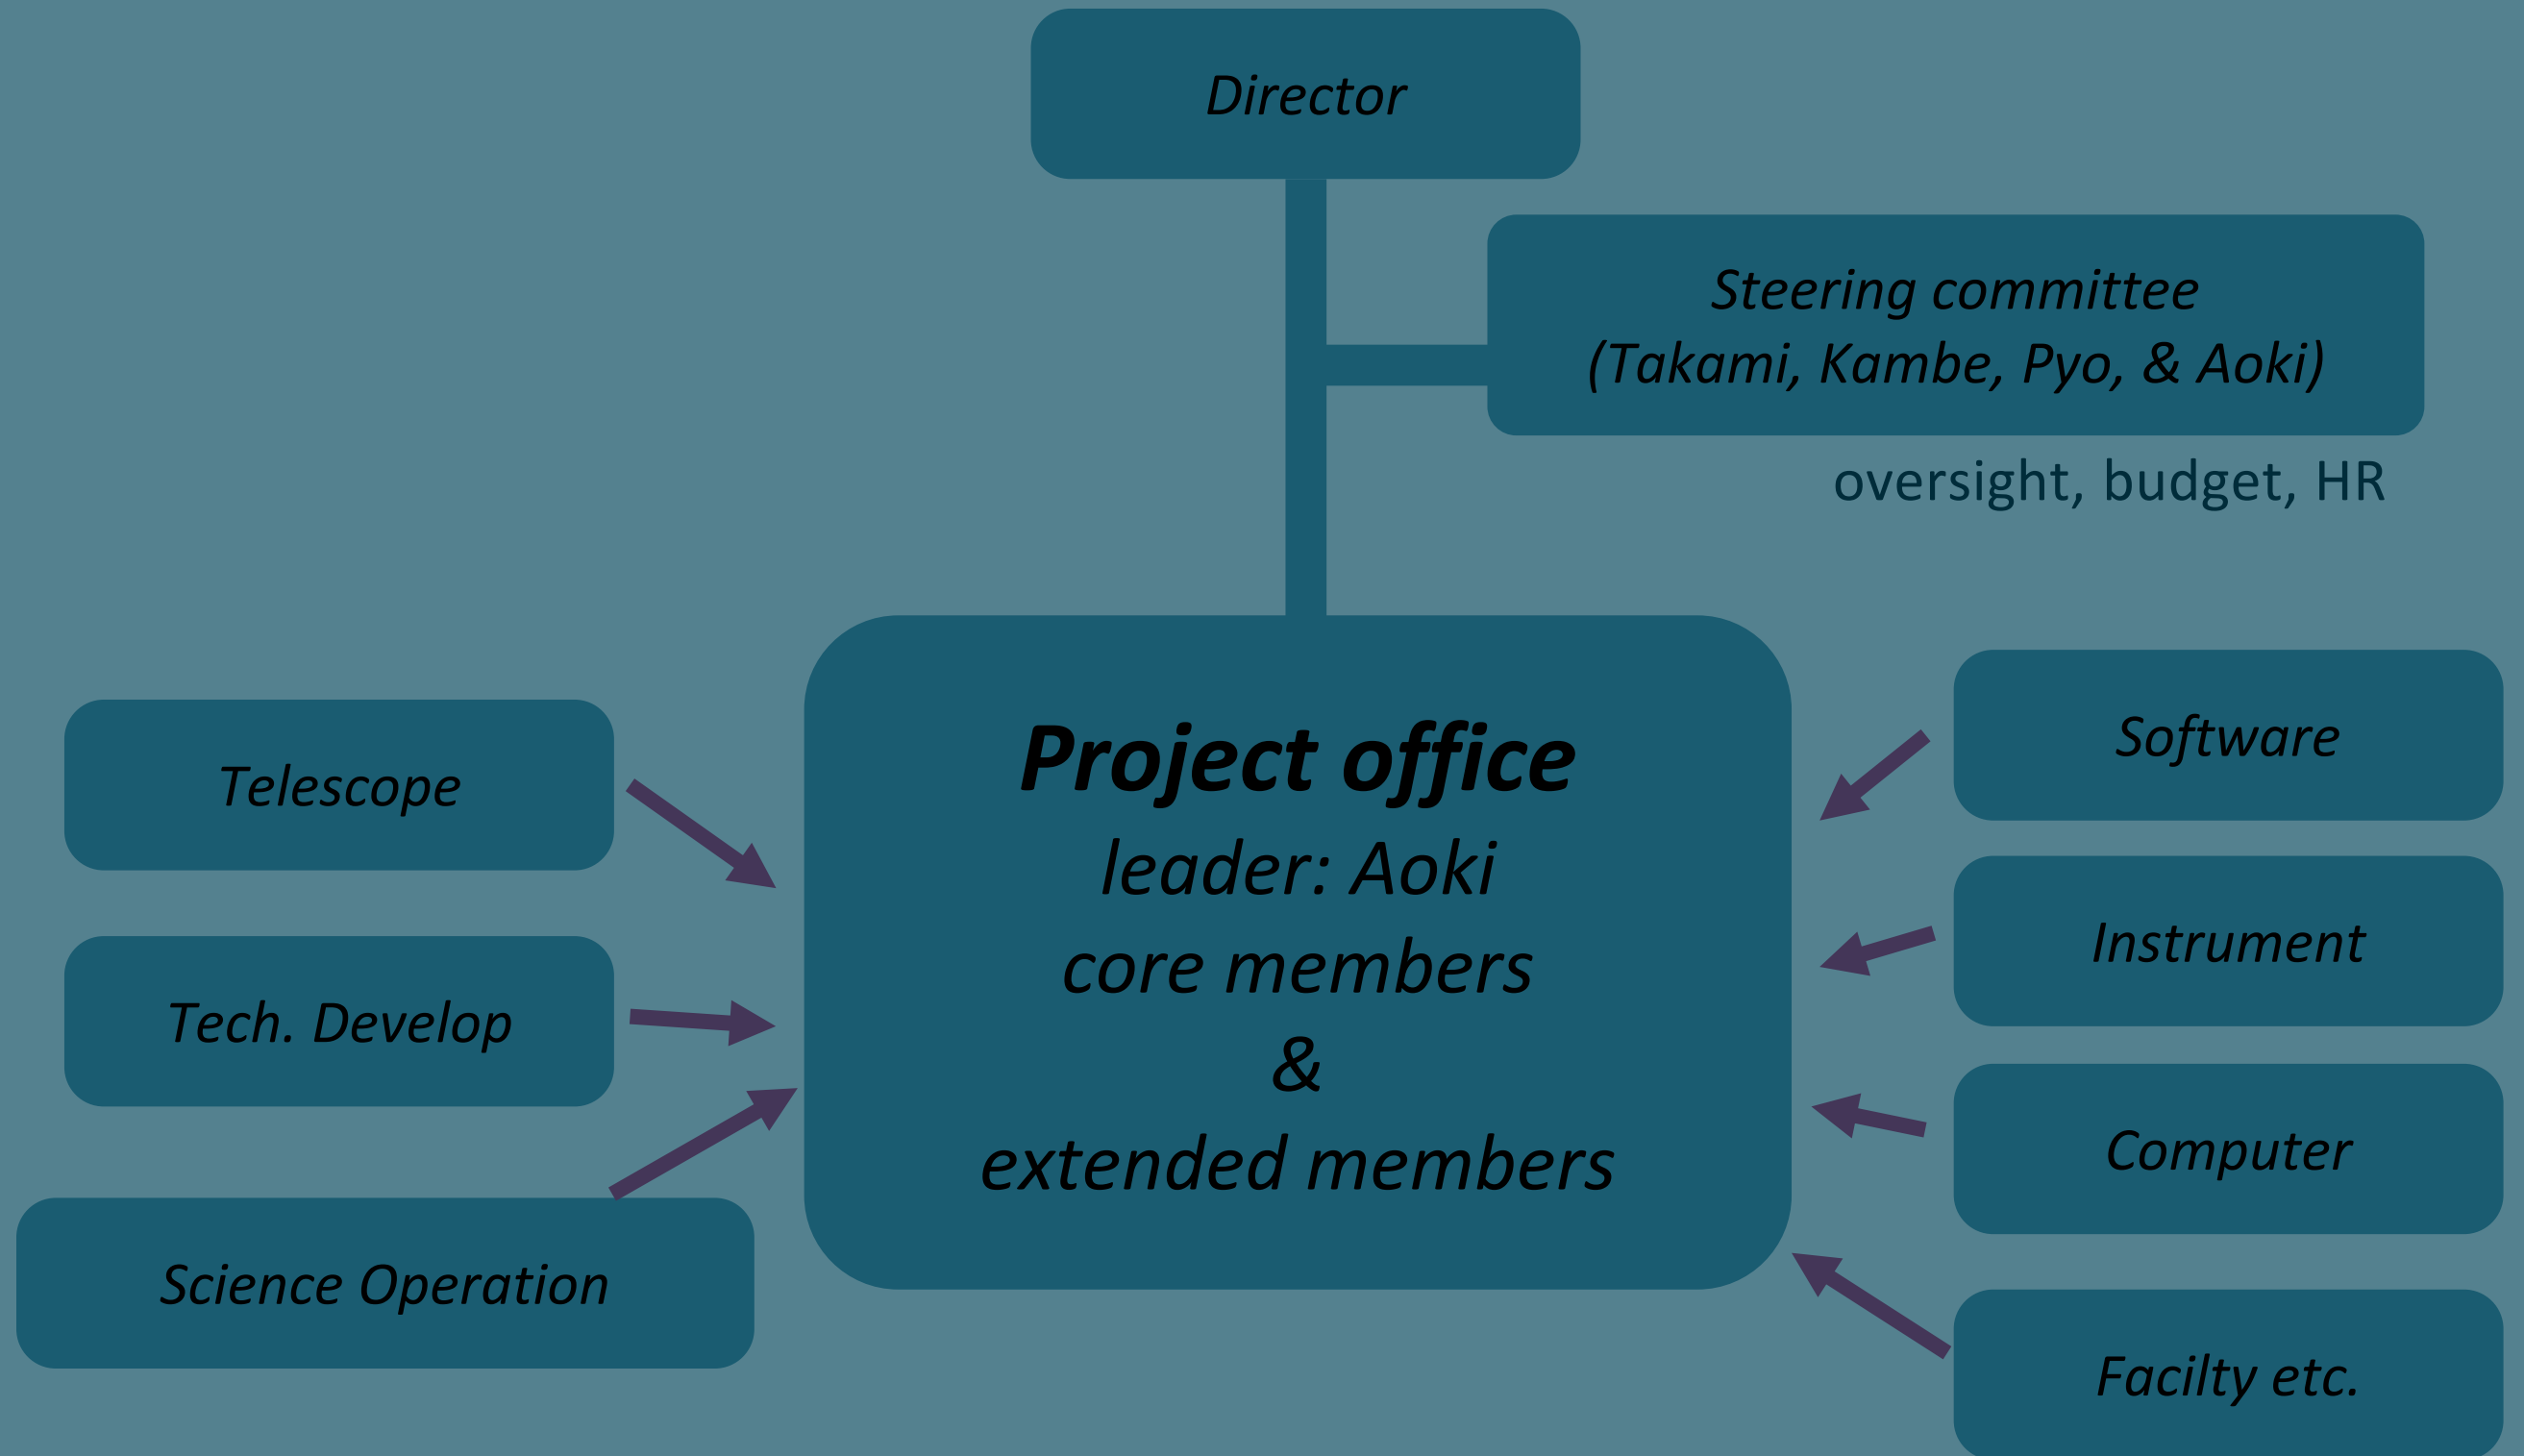 Director
Steering committee
(Takami, Kambe, Pyo, & Aoki)
oversight, budget, HR
Project office
leader: Aoki
core members
&
extended members
Telescope
Tech. Develop
Science Operation
Software
Instrument
Computer
Facilty etc.